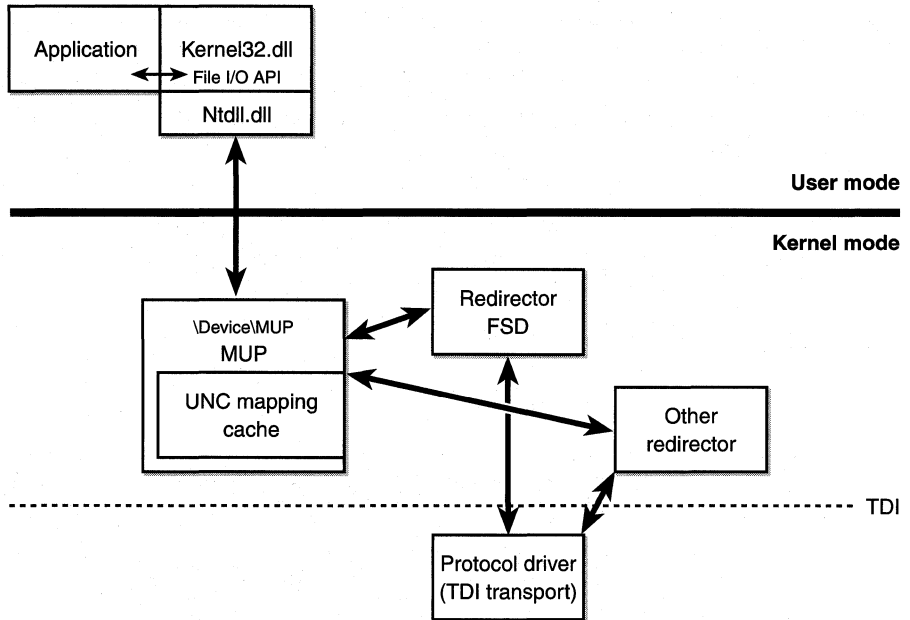 Application
Kernel32.dll
File I/O API
Ntdll.dll
User mode
Kernel mode
\Device\MUP
MUP
UNC mapping
cache
Redirector
FSD
Other
redirector
TDI
Protocol driver
(TDI transport)